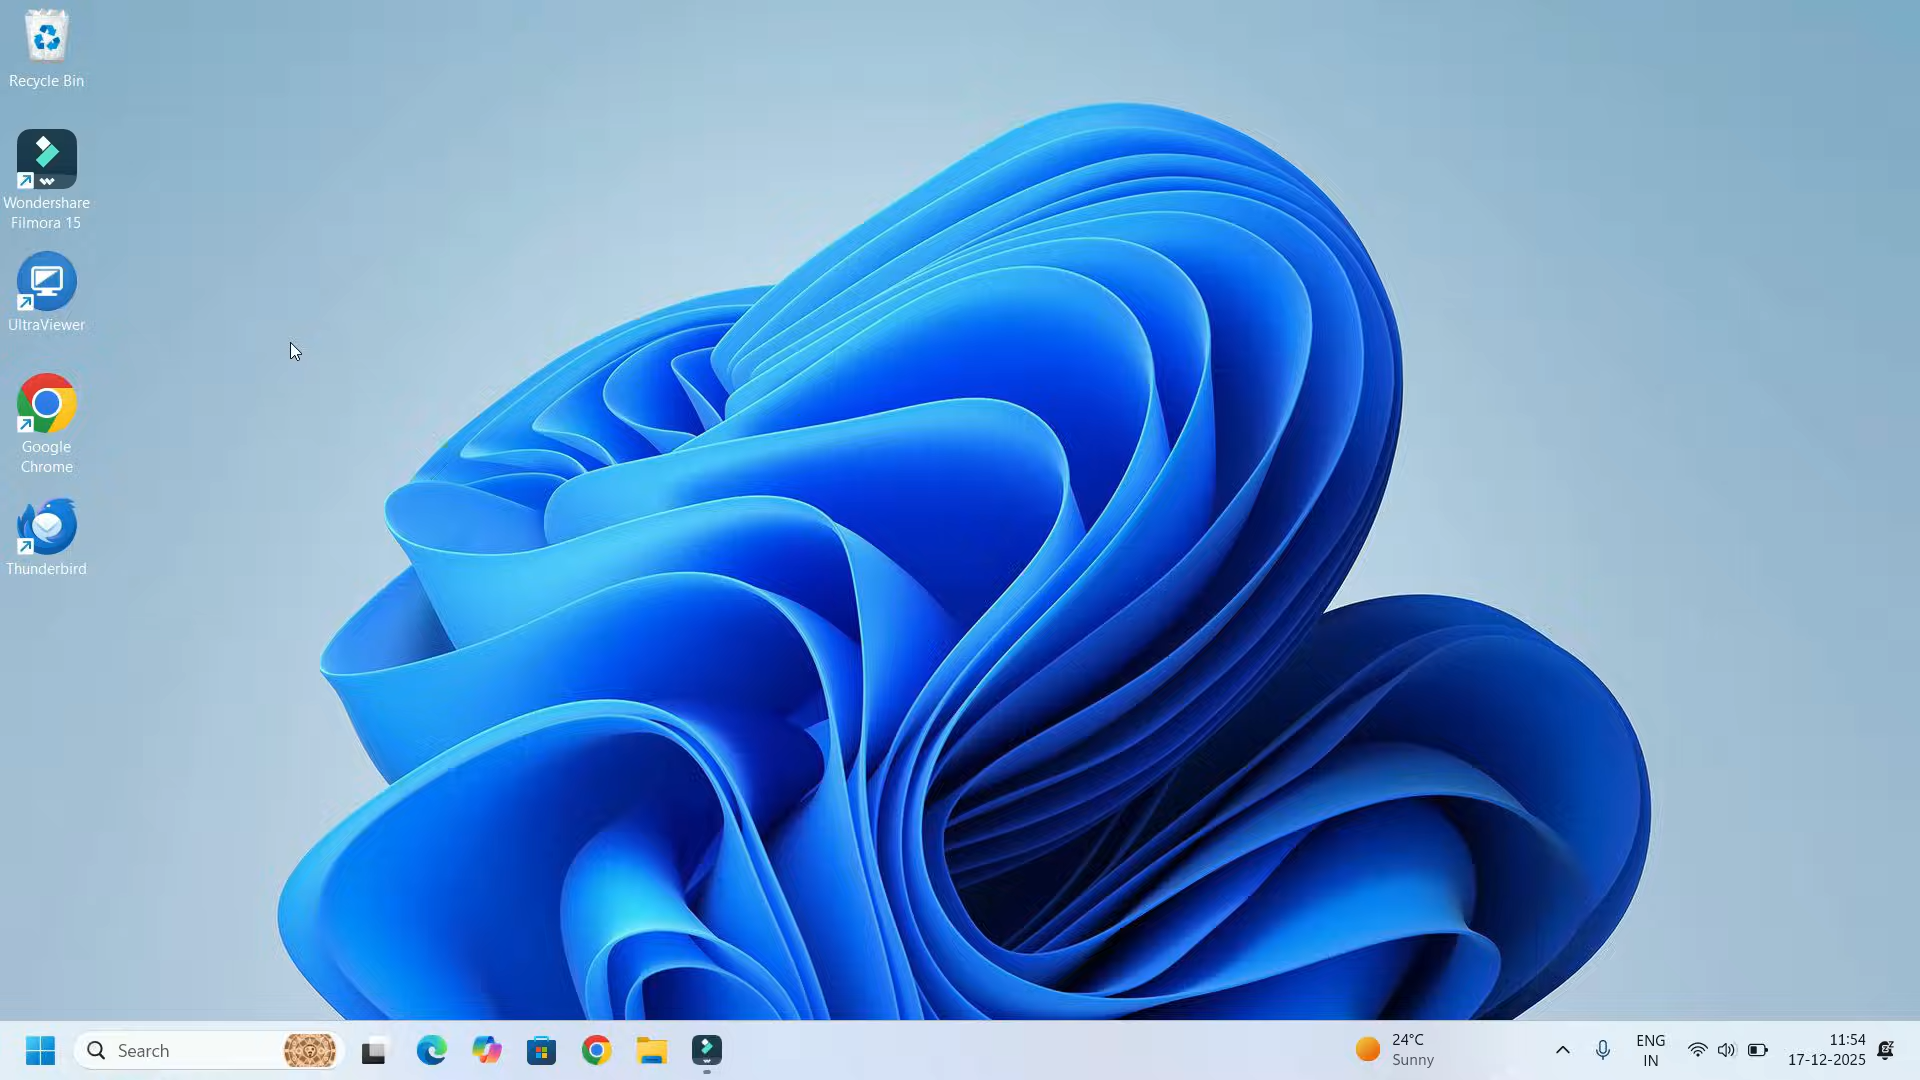 Recycle Bin
Wondershare
Filmora 15
UltraViewer
Google
Chrome
Thunderbird
Search
24°C
Sunny
ENG
IN
11:54
17-12-2025